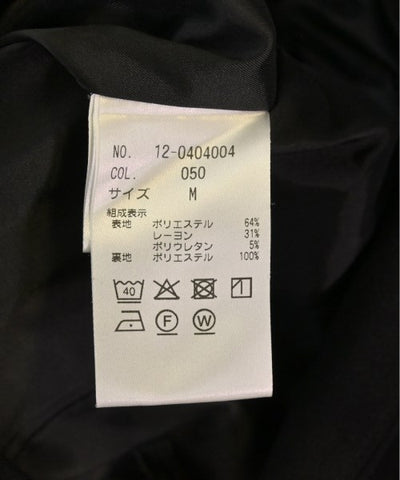 NO. 12-0404004
COL. 050
サイズ M
組成表示
表地 ポリエステル 64%
レーヨン 31%
ポリウレタン 5%
裏地 ポリエステル 100%
40
F W